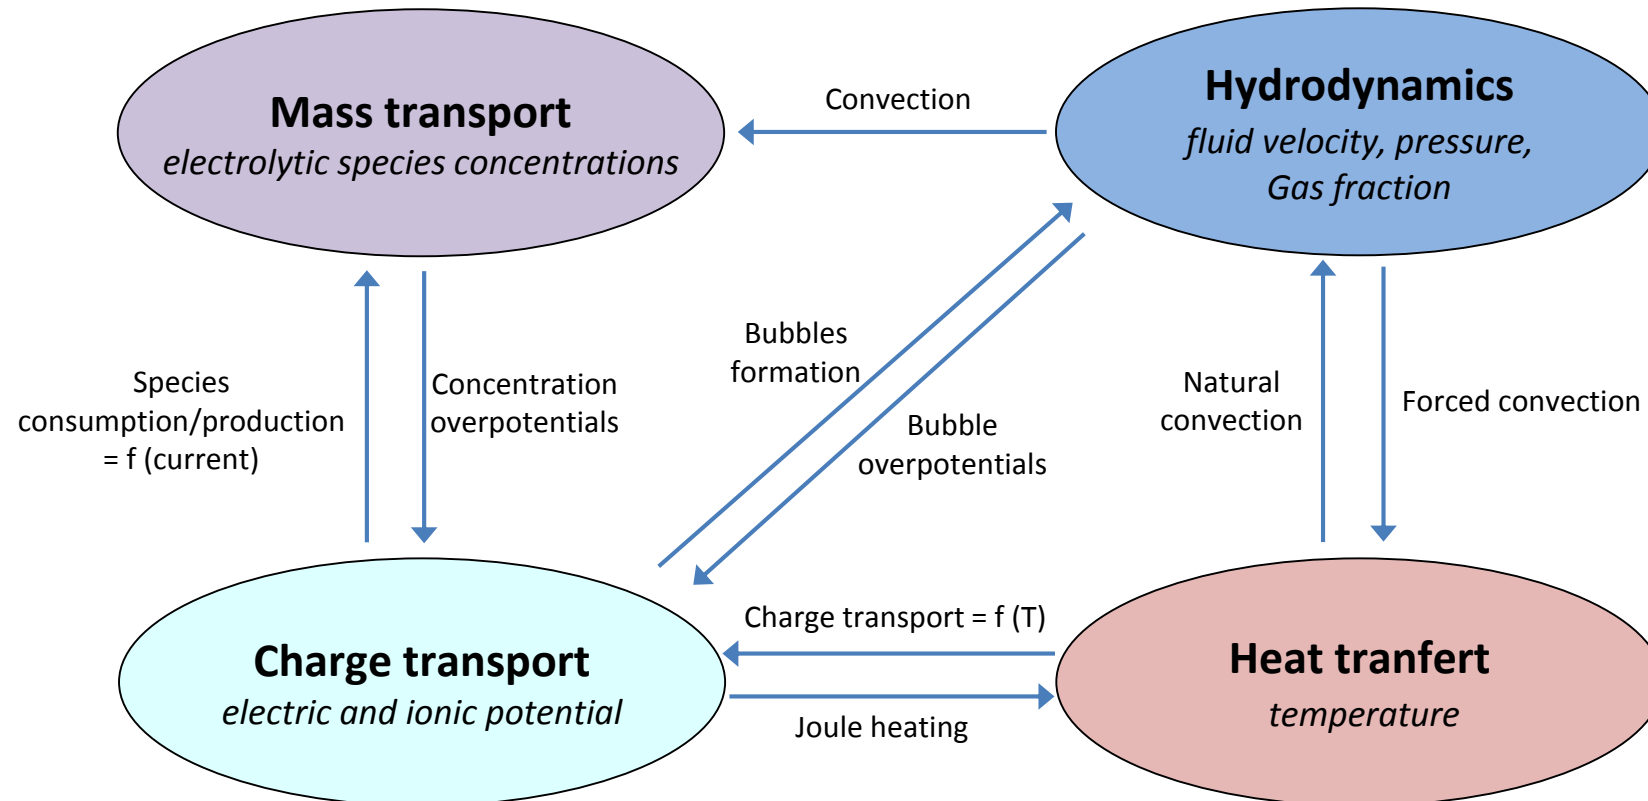 Mass transport
electrolytic species concentrations
Convection
Hydrodynamics
fluid velocity, pressure,
Gas fraction
Species
consumption/production
= f (current)
Concentration
overpotentials
Bubbles
formation
Bubble
overpotentials
Natural
convection
Forced convection
Charge transport
electric and ionic potential
Charge transport = f (T)
Joule heating
Heat tranfert
temperature